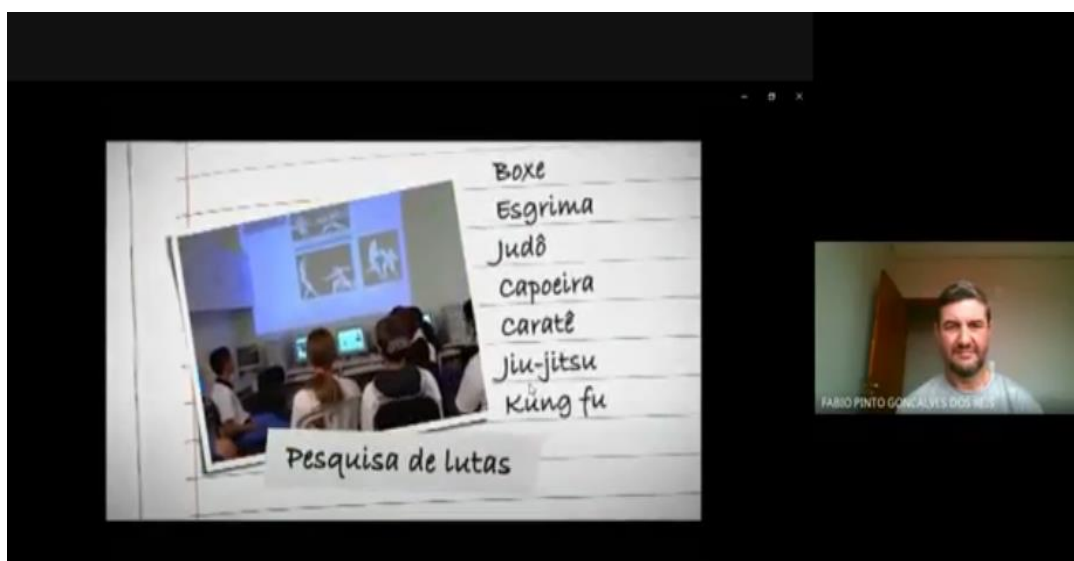 Boxe
Esgrima
Judô
Capoeira
Caratê
Jiu-jitsu
Kung fu
Pesquisa de lutas
FABIO PINTO GONCALVES DOS REIS